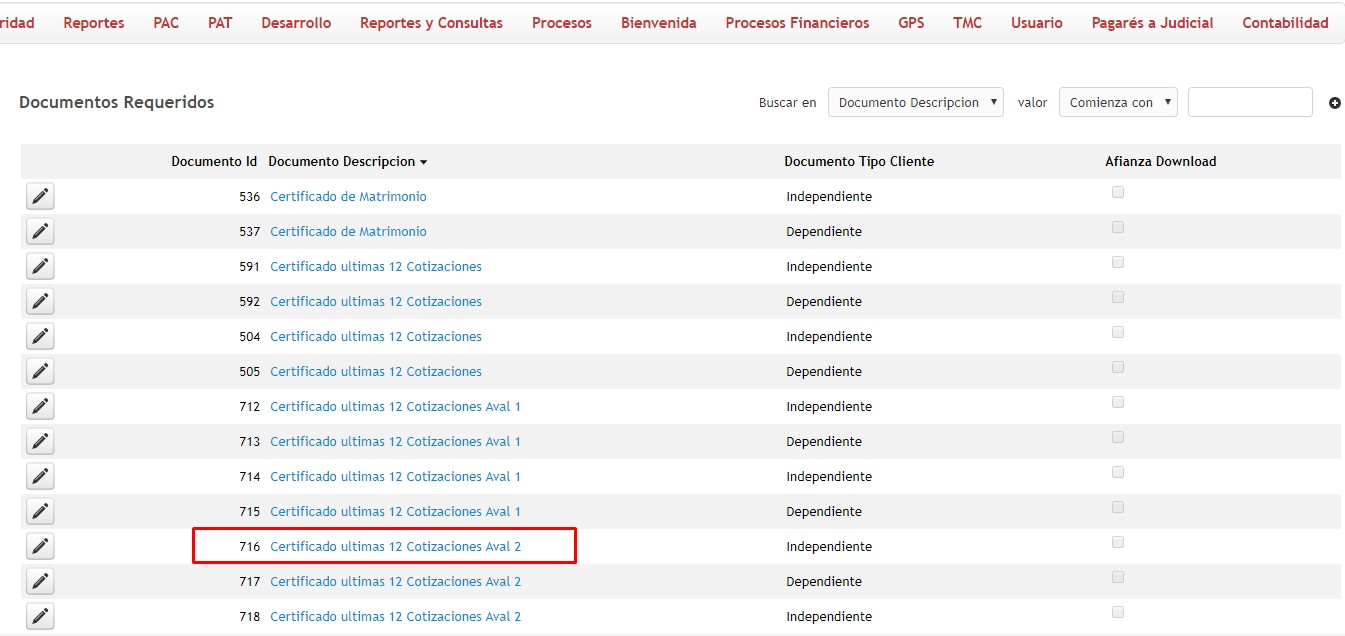 ridad Reportes PAC PAT Desarrollo Reportes y Consultas Procesos Bienvenida Procesos Financieros GPS TMC Usuario Pagarés a Judicial Contabilidad
Documentos Requeridos Buscar en Documento Descripcion valor Comienza con
Documento Id Documento Descripcion Documento Tipo Cliente Afianza Download
536 Certificado de Matrimonio Independiente
537 Certificado de Matrimonio Dependiente
591 Certificado ultimas 12 Cotizaciones Independiente
592 Certificado ultimas 12 Cotizaciones Dependiente
504 Certificado ultimas 12 Cotizaciones Independiente
505 Certificado ultimas 12 Cotizaciones Dependiente
712 Certificado ultimas 12 Cotizaciones Aval 1 Independiente
713 Certificado ultimas 12 Cotizaciones Aval 1 Dependiente
714 Certificado ultimas 12 Cotizaciones Aval 1 Independiente
715 Certificado ultimas 12 Cotizaciones Aval 1 Dependiente
716 Certificado ultimas 12 Cotizaciones Aval 2 Independiente
717 Certificado ultimas 12 Cotizaciones Aval 2 Dependiente
718 Certificado ultimas 12 Cotizaciones Aval 2 Independiente